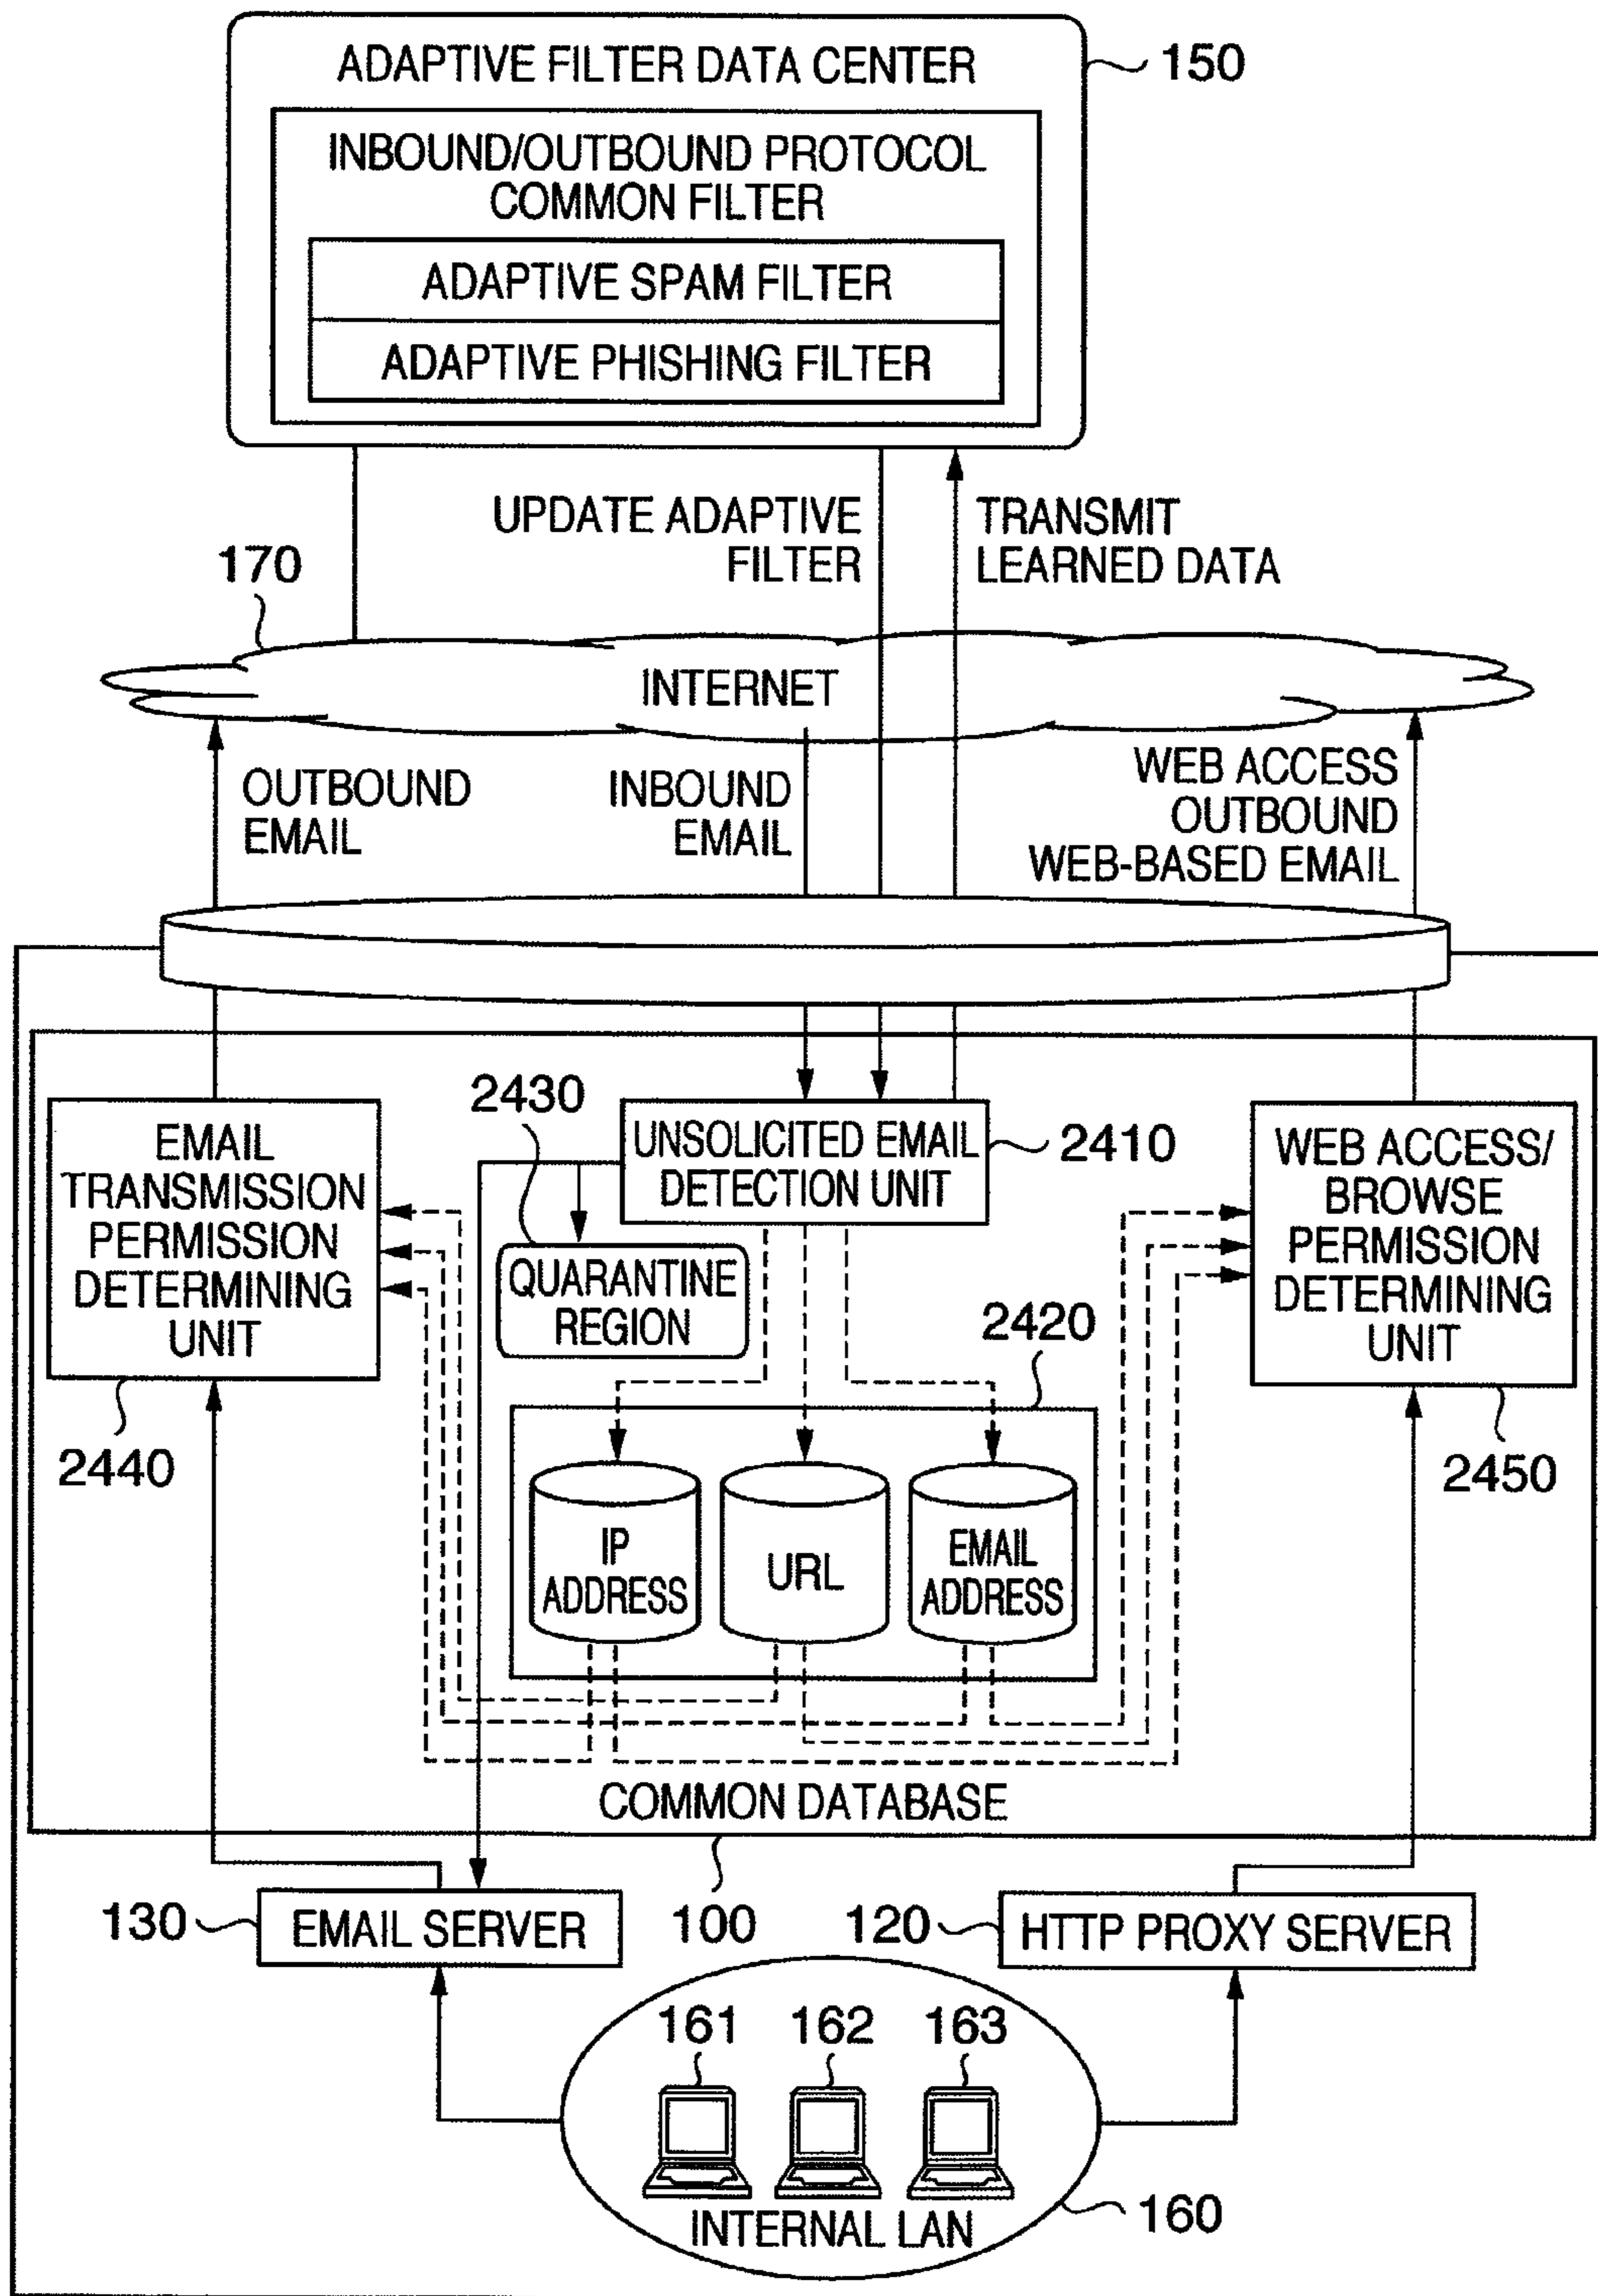 ADAPTIVE FILTER DATA CENTER
150
INBOUND/OUTBOUND PROTOCOL
COMMON FILTER
ADAPTIVE SPAM FILTER
ADAPTIVE PHISHING FILTER
UPDATE ADAPTIVE
FILTER
TRANSMIT
LEARNED DATA
170
INTERNET
OUTBOUND
EMAIL
INBOUND
EMAIL
WEB ACCESS
OUTBOUND
WEB-BASED EMAIL
EMAIL
TRANSMISSION
PERMISSION
DETERMINING
UNIT
2440
2430
QUARANTINE
REGION
UNSOLICITED EMAIL
DETECTION UNIT
2410
2420
WEB ACCESS/
BROWSE
PERMISSION
DETERMINING
UNIT
2450
IP
ADDRESS
URL
EMAIL
ADDRESS
COMMON DATABASE
100
130
EMAIL SERVER
120
HTTP PROXY SERVER
161
162
163
INTERNAL LAN
160